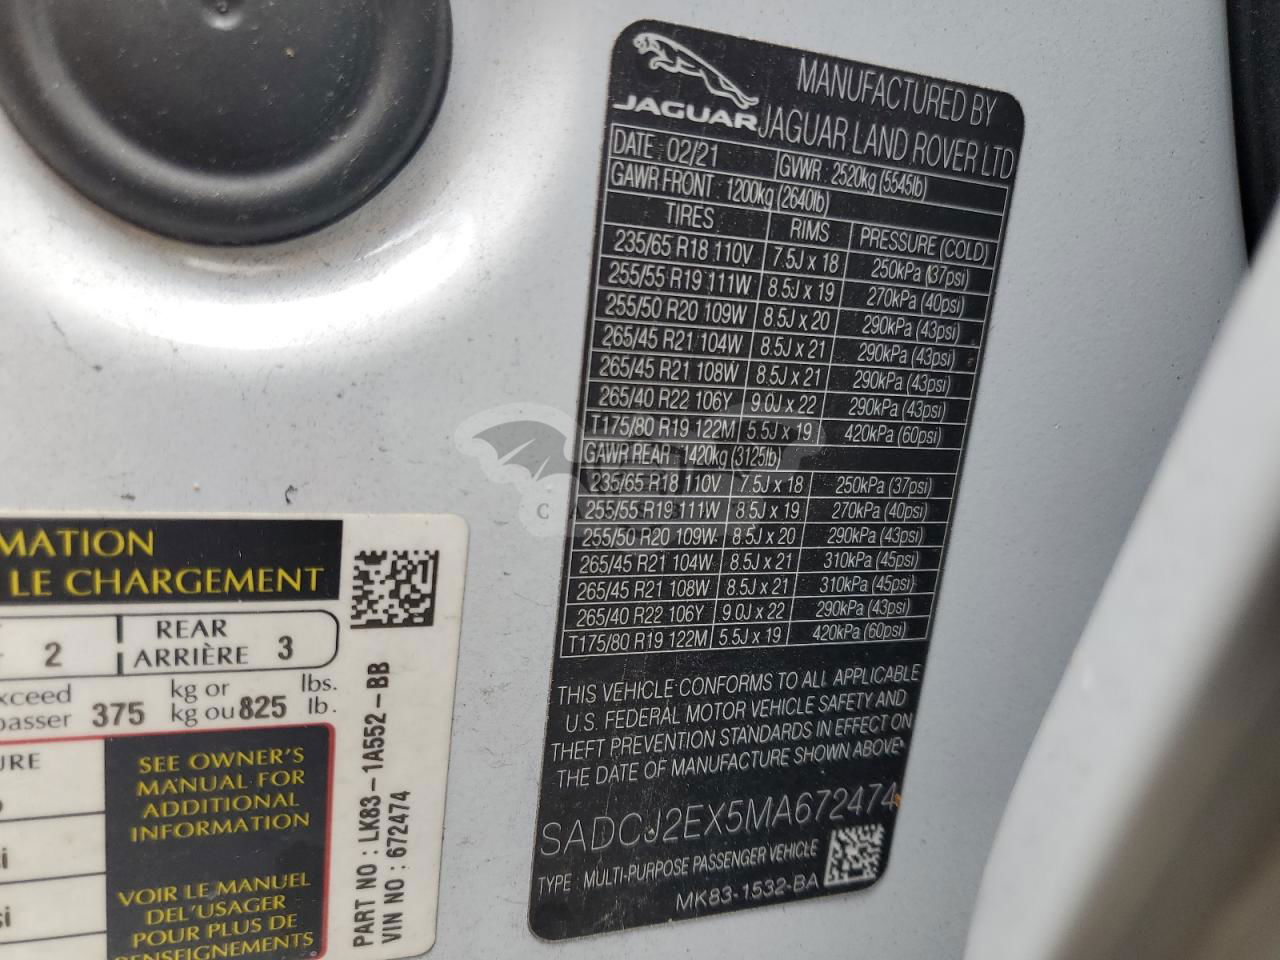 JAGUAR
MANUFACTURED BY
JAGUAR LAND ROVER LTD
DATE : 02/21 GVWR : 2520kg (5545lb)
GAWR FRONT : 1200kg (2640lb)
TIRES RIMS PRESSURE (COLD)
235/65 R18 110V 7.5J x 18 250kPa (37psi)
255/55 R19 111W 8.5J x 19 270kPa (40psi)
255/50 R20 109W 8.5J x 20 290kPa (43psi)
265/45 R21 104W 8.5J x 21 290kPa (43psi)
265/45 R21 108W 8.5J x 21 290kPa (43psi)
265/40 R22 106Y 9.0J x 22 290kPa (43psi)
T175/80 R19 122M 5.5J x 19 420kPa (60psi)
GAWR REAR : 1420kg (3125lb)
235/65 R18 110V 7.5J x 18 250kPa (37psi)
255/55 R19 111W 8.5J x 19 270kPa (40psi)
255/50 R20 109W 8.5J x 20 290kPa (43psi)
265/45 R21 104W 8.5J x 21 310kPa (45psi)
265/45 R21 108W 8.5J x 21 310kPa (45psi)
265/40 R22 106Y 9.0J x 22 290kPa (43psi)
T175/80 R19 122M 5.5J x 19 420kPa (60psi)
THIS VEHICLE CONFORMS TO ALL APPLICABLE
U.S. FEDERAL MOTOR VEHICLE SAFETY AND
THEFT PREVENTION STANDARDS IN EFFECT ON
THE DATE OF MANUFACTURE SHOWN ABOVE.
SADCJ2EX5MA672474
TYPE : MULTI-PURPOSE PASSENGER VEHICLE
MK83-1532-BA
MATION
LE CHARGEMENT
2 REAR
ARRIÈRE 3
xceed 375 kg or 825 lbs.
passer kg ou lb.
URE
SEE OWNER'S
MANUAL FOR
ADDITIONAL
INFORMATION
VOIR LE MANUEL
DEL'USAGER
POUR PLUS DE
RENSEIGNEMENTS
PART NO : LK83-1A552-BB
VIN NO : 672474